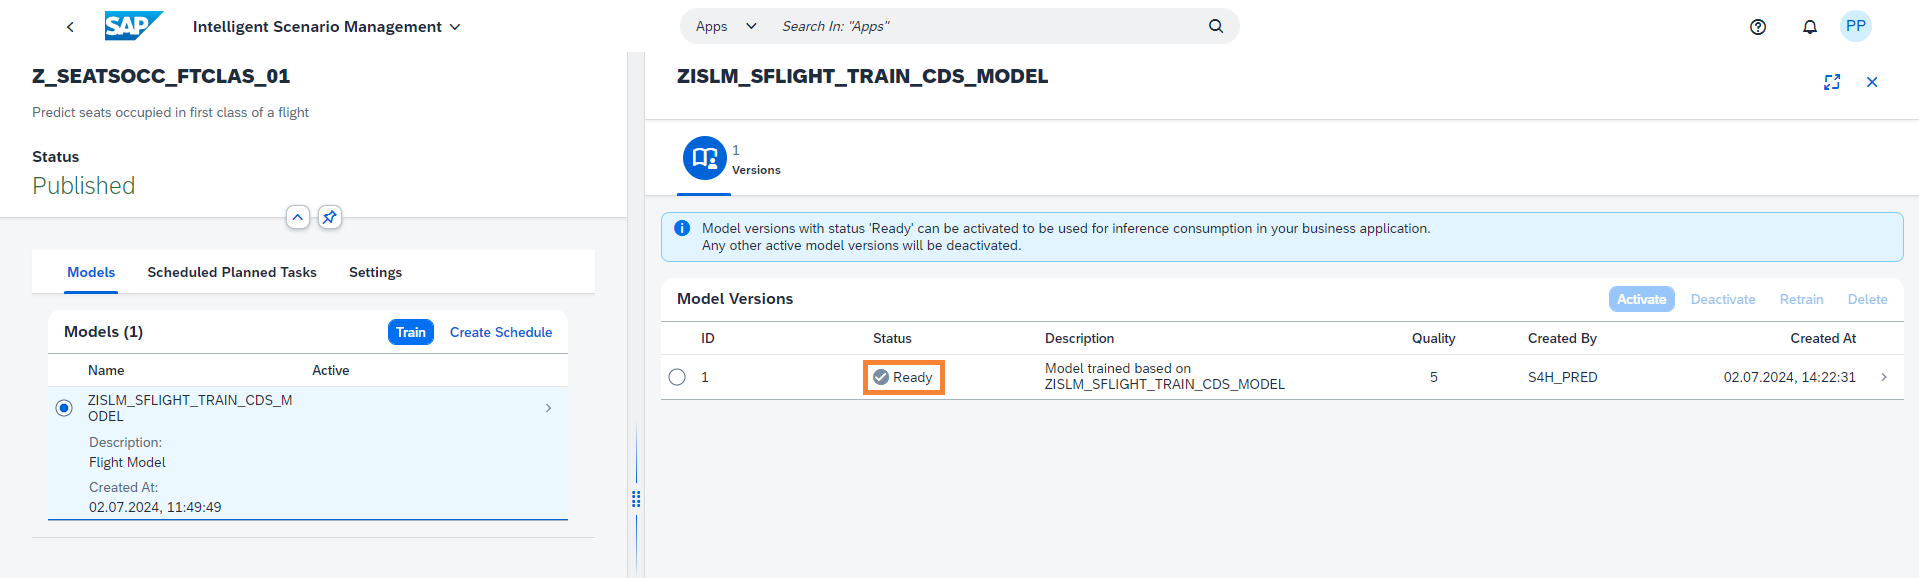 SAP
Intelligent Scenario Management
Apps
Search In: "Apps"
PP
Z_SEATSOCC_FTCLAS_01
Predict seats occupied in first class of a flight
Status
Published
Models
Scheduled Planned Tasks
Settings
Models (1)
Train
Create Schedule
Name
Active
ZISLM_SFLIGHT_TRAIN_CDS_M
ODEL
Description:
Flight Model
Created At:
02.07.2024, 11:49:49
ZISLM_SFLIGHT_TRAIN_CDS_MODEL
1
Versions
Model versions with status 'Ready' can be activated to be used for inference consumption in your business application.
Any other active model versions will be deactivated.
Model Versions
Activate
Deactivate
Retrain
Delete
ID
Status
Description
Quality
Created By
Created At
1
Ready
Model trained based on
ZISLM_SFLIGHT_TRAIN_CDS_MODEL
5
S4H_PRED
02.07.2024, 14:22:31